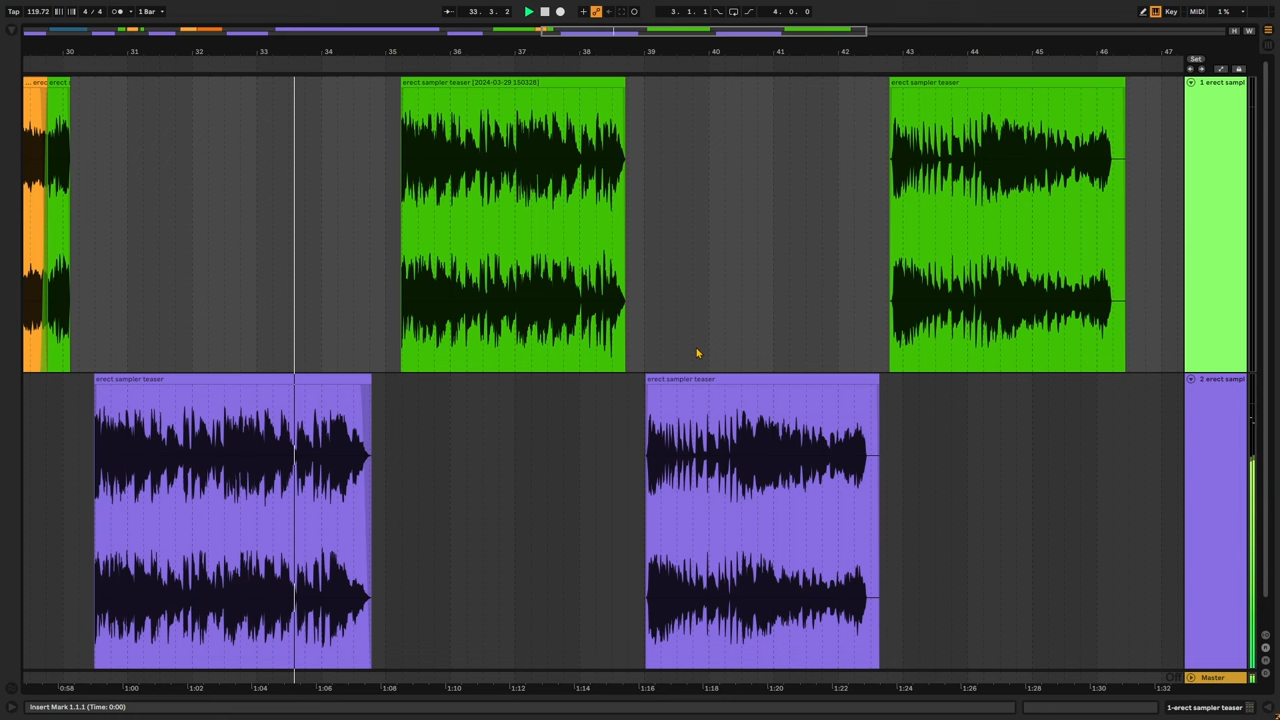 Tap 119.72 4 / 4 1 Bar 33. 3. 2 3. 1. 1 4. 0. 0 Key MIDI 1 %
H W
30 31 32 33 34 35 36 37 38 39 40 41 42 43 44 45 46 47
Set
... erec erect s erect sampler teaser [2024-03-29 150328] erect sampler teaser 1 erect sampl
erect sampler teaser erect sampler teaser 2 erect sampl
Off Master
0:58 1:00 1:02 1:04 1:06 1:08 1:10 1:12 1:14 1:16 1:18 1:20 1:22 1:24 1:26 1:28 1:30 1:32
Insert Mark 1.1.1 (Time: 0:00) 1-erect sampler teaser